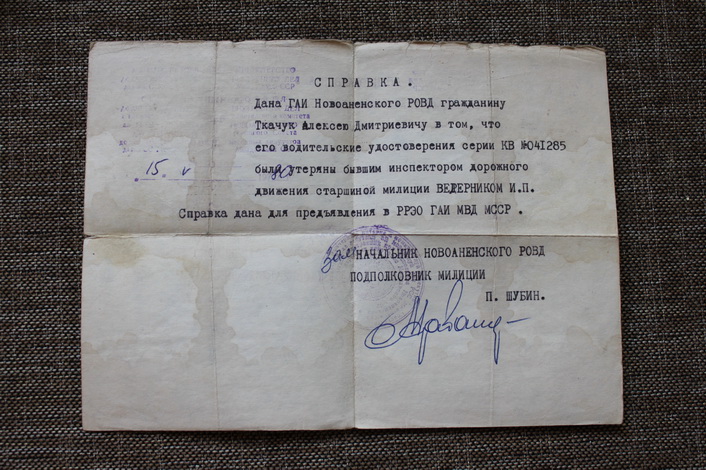 СПРАВКА.
Дана ГАИ Новоаненского РОВД гражданину
Ткачук Алексею Дмитриевичу в том, что
его водительские удостоверения серии КВ №041285
были утеряны бывшим инспектором дорожного
15. V
движения старшиной милиции ВЕДЕРНИКОМ И.П.
Справка дана для предъявления в РРЭО ГАИ МВД МССР .
зам НАЧАЛЬНИК НОВОАНЕНСКОГО РОВД
ПОДПОЛКОВНИК МИЛИЦИИ
П. ШУБИН.